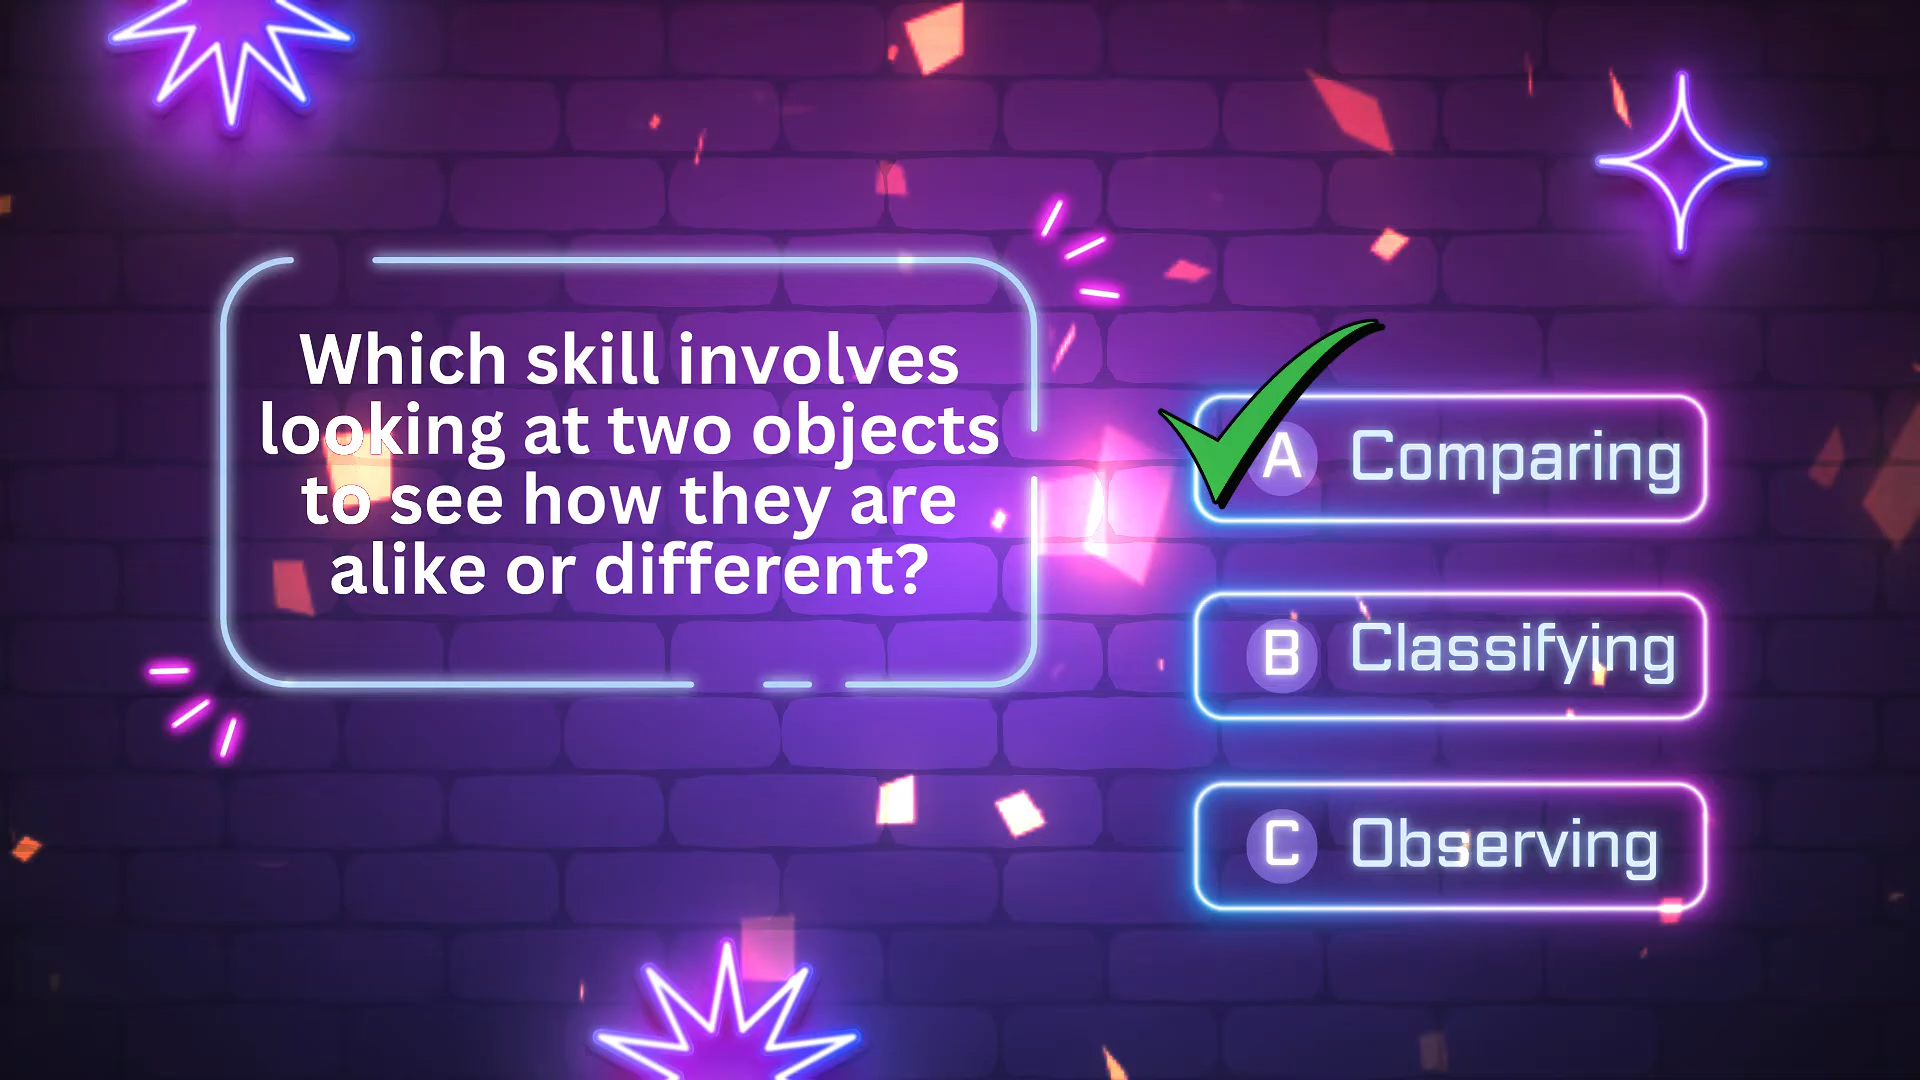 Which skill involves
looking at two objects
to see how they are
alike or different?
A Comparing
B Classifying
C Observing